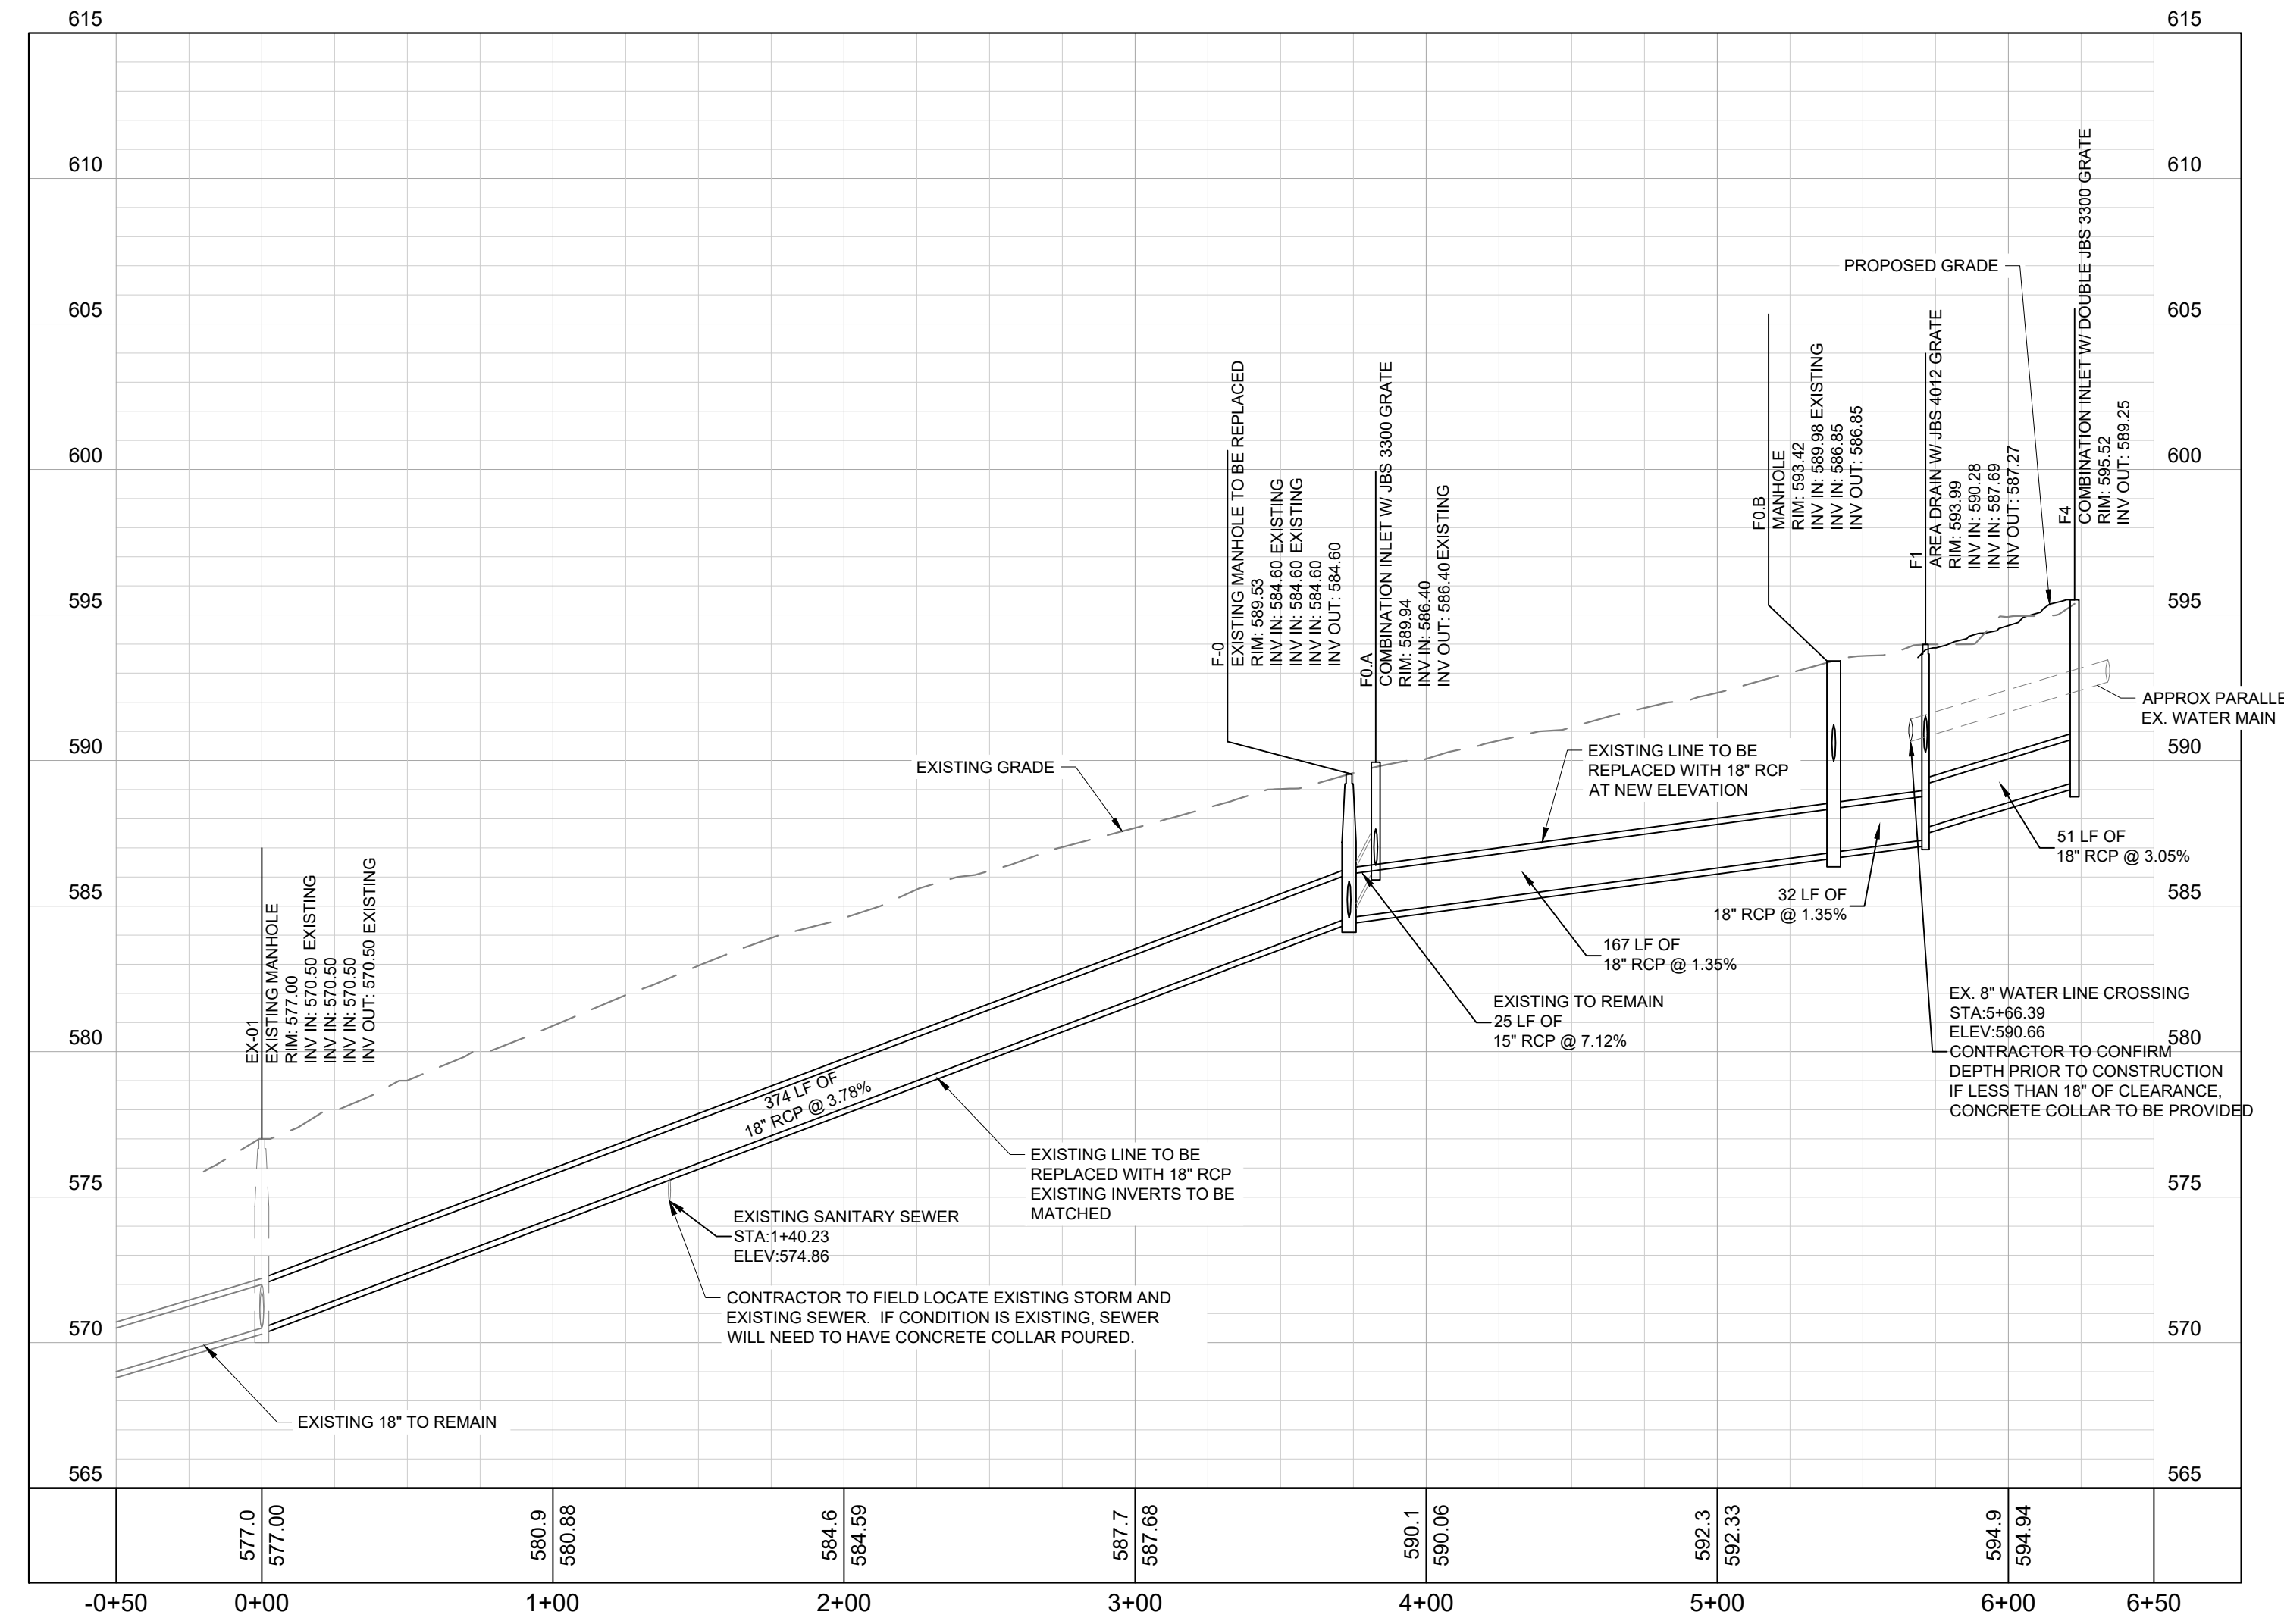 615
615
610
610
605
605
600
600
595
595
590
590
585
585
580
580
575
575
570
570
565
565
EX-01
EXISTING MANHOLE
RIM: 577.00
INV IN: 570.50 EXISTING
INV IN: 570.50
INV IN: 570.50
INV OUT: 570.50 EXISTING
F-0
EXISTING MANHOLE TO BE REPLACED
RIM: 589.53
INV IN: 584.60 EXISTING
INV IN: 584.60 EXISTING
INV IN: 584.60
INV OUT: 584.60
F0.A
COMBINATION INLET W/ JBS 3300 GRATE
RIM: 589.94
INV IN: 586.40
INV OUT: 586.40 EXISTING
F0.B
MANHOLE
RIM: 593.42
INV IN: 589.98 EXISTING
INV IN: 586.85
INV OUT: 586.85
F1
AREA DRAIN W/ JBS 4012 GRATE
RIM: 593.99
INV IN: 590.28
INV IN: 587.69
INV OUT: 587.27
F4
COMBINATION INLET W/ DOUBLE JBS 3300 GRATE
RIM: 595.52
INV OUT: 589.25
PROPOSED GRADE
EXISTING GRADE
EXISTING LINE TO BE
REPLACED WITH 18" RCP
AT NEW ELEVATION
APPROX PARALLE
EX. WATER MAIN
51 LF OF
18" RCP @ 3.05%
32 LF OF
18" RCP @ 1.35%
167 LF OF
18" RCP @ 1.35%
EXISTING TO REMAIN
25 LF OF
15" RCP @ 7.12%
EX. 8" WATER LINE CROSSING
STA:5+66.39
ELEV:590.66
CONTRACTOR TO CONFIRM
DEPTH PRIOR TO CONSTRUCTION
IF LESS THAN 18" OF CLEARANCE,
CONCRETE COLLAR TO BE PROVIDED
374 LF OF
18" RCP @ 3.78%
EXISTING LINE TO BE
REPLACED WITH 18" RCP
EXISTING INVERTS TO BE
MATCHED
EXISTING SANITARY SEWER
STA:1+40.23
ELEV:574.86
CONTRACTOR TO FIELD LOCATE EXISTING STORM AND
EXISTING SEWER. IF CONDITION IS EXISTING, SEWER
WILL NEED TO HAVE CONCRETE COLLAR POURED.
EXISTING 18" TO REMAIN
577.0
577.00
580.9
580.88
584.6
584.59
587.7
587.68
590.1
590.06
592.3
592.33
594.9
594.94
-0+50
0+00
1+00
2+00
3+00
4+00
5+00
6+00
6+50